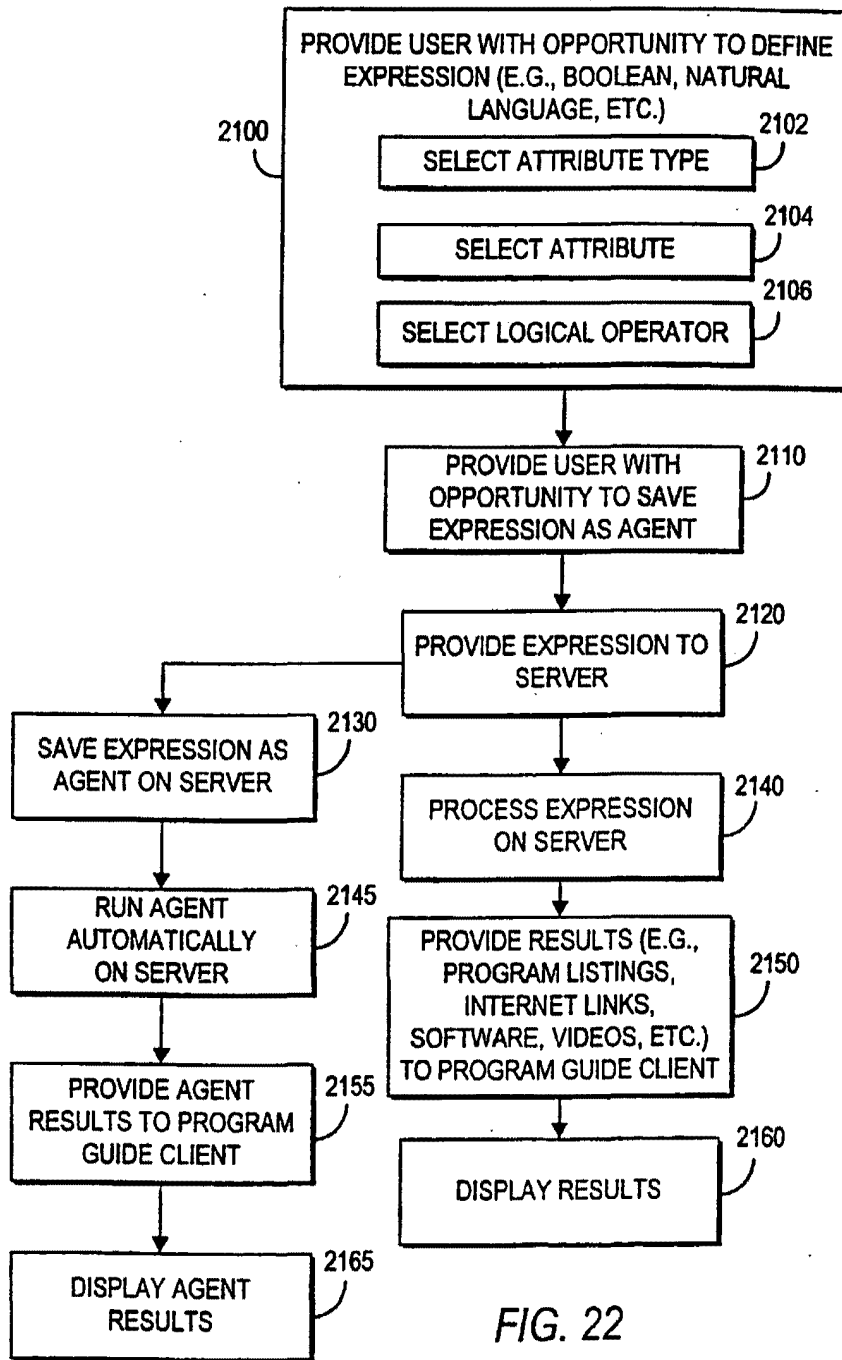 PROVIDE USER WITH OPPORTUNITY TO DEFINE
EXPRESSION (E.G., BOOLEAN, NATURAL
LANGUAGE, ETC.)
2100
2102
SELECT ATTRIBUTE TYPE
2104
SELECT ATTRIBUTE
2106
SELECT LOGICAL OPERATOR
2110
PROVIDE USER WITH
OPPORTUNITY TO SAVE
EXPRESSION AS AGENT
2120
PROVIDE EXPRESSION TO
SERVER
2130
SAVE EXPRESSION AS
AGENT ON SERVER
2140
PROCESS EXPRESSION
ON SERVER
2145
RUN AGENT
AUTOMATICALLY
ON SERVER
2150
PROVIDE RESULTS (E.G.,
PROGRAM LISTINGS,
INTERNET LINKS,
SOFTWARE, VIDEOS, ETC.)
TO PROGRAM GUIDE CLIENT
2155
PROVIDE AGENT
RESULTS TO PROGRAM
GUIDE CLIENT
2160
DISPLAY RESULTS
2165
DISPLAY AGENT
RESULTS
FIG. 22